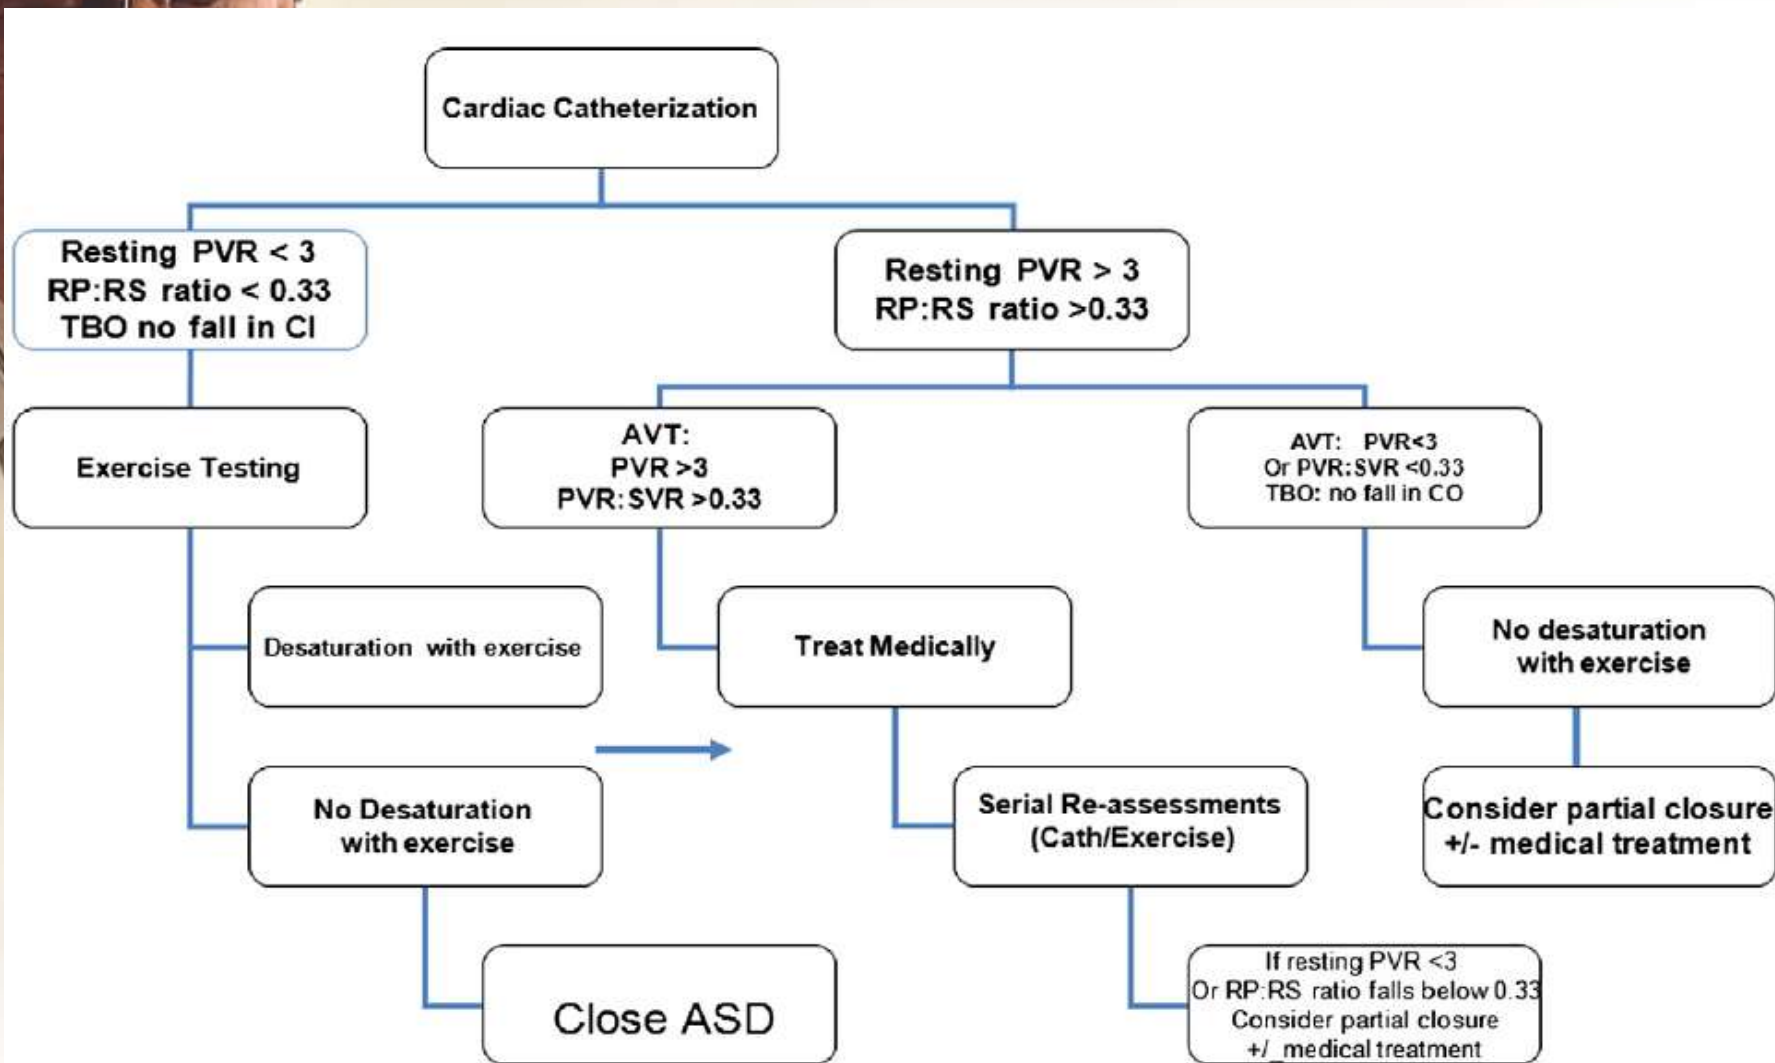 Cardiac Catheterization
Resting PVR < 3
RP:RS ratio < 0.33
TBO no fall in CI
Resting PVR > 3
RP:RS ratio >0.33
Exercise Testing
AVT:
PVR >3
PVR:SVR >0.33
AVT: PVR<3
Or PVR:SVR <0.33
TBO: no fall in CO
Desaturation with exercise
Treat Medically
No desaturation
with exercise
No Desaturation
with exercise
Serial Re-assessments
(Cath/Exercise)
Consider partial closure
+/- medical treatment
Close ASD
If resting PVR <3
Or RP:RS ratio falls below 0.33
Consider partial closure
+/_medical treatment